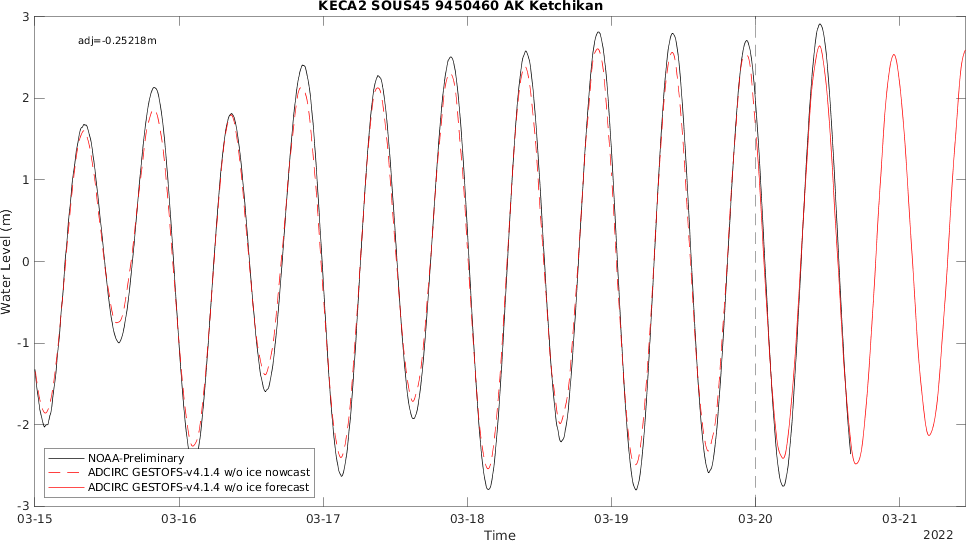 KECA2 SOUS45 9450460 AK Ketchikan
adj=-0.25218m
3
2
1
0
-1
-2
-3
Water Level (m)
NOAA-Preliminary
ADCIRC GESTOFS-v4.1.4 w/o ice nowcast
ADCIRC GESTOFS-v4.1.4 w/o ice forecast
03-15 03-16 03-17 03-18 03-19 03-20 03-21
Time
2022